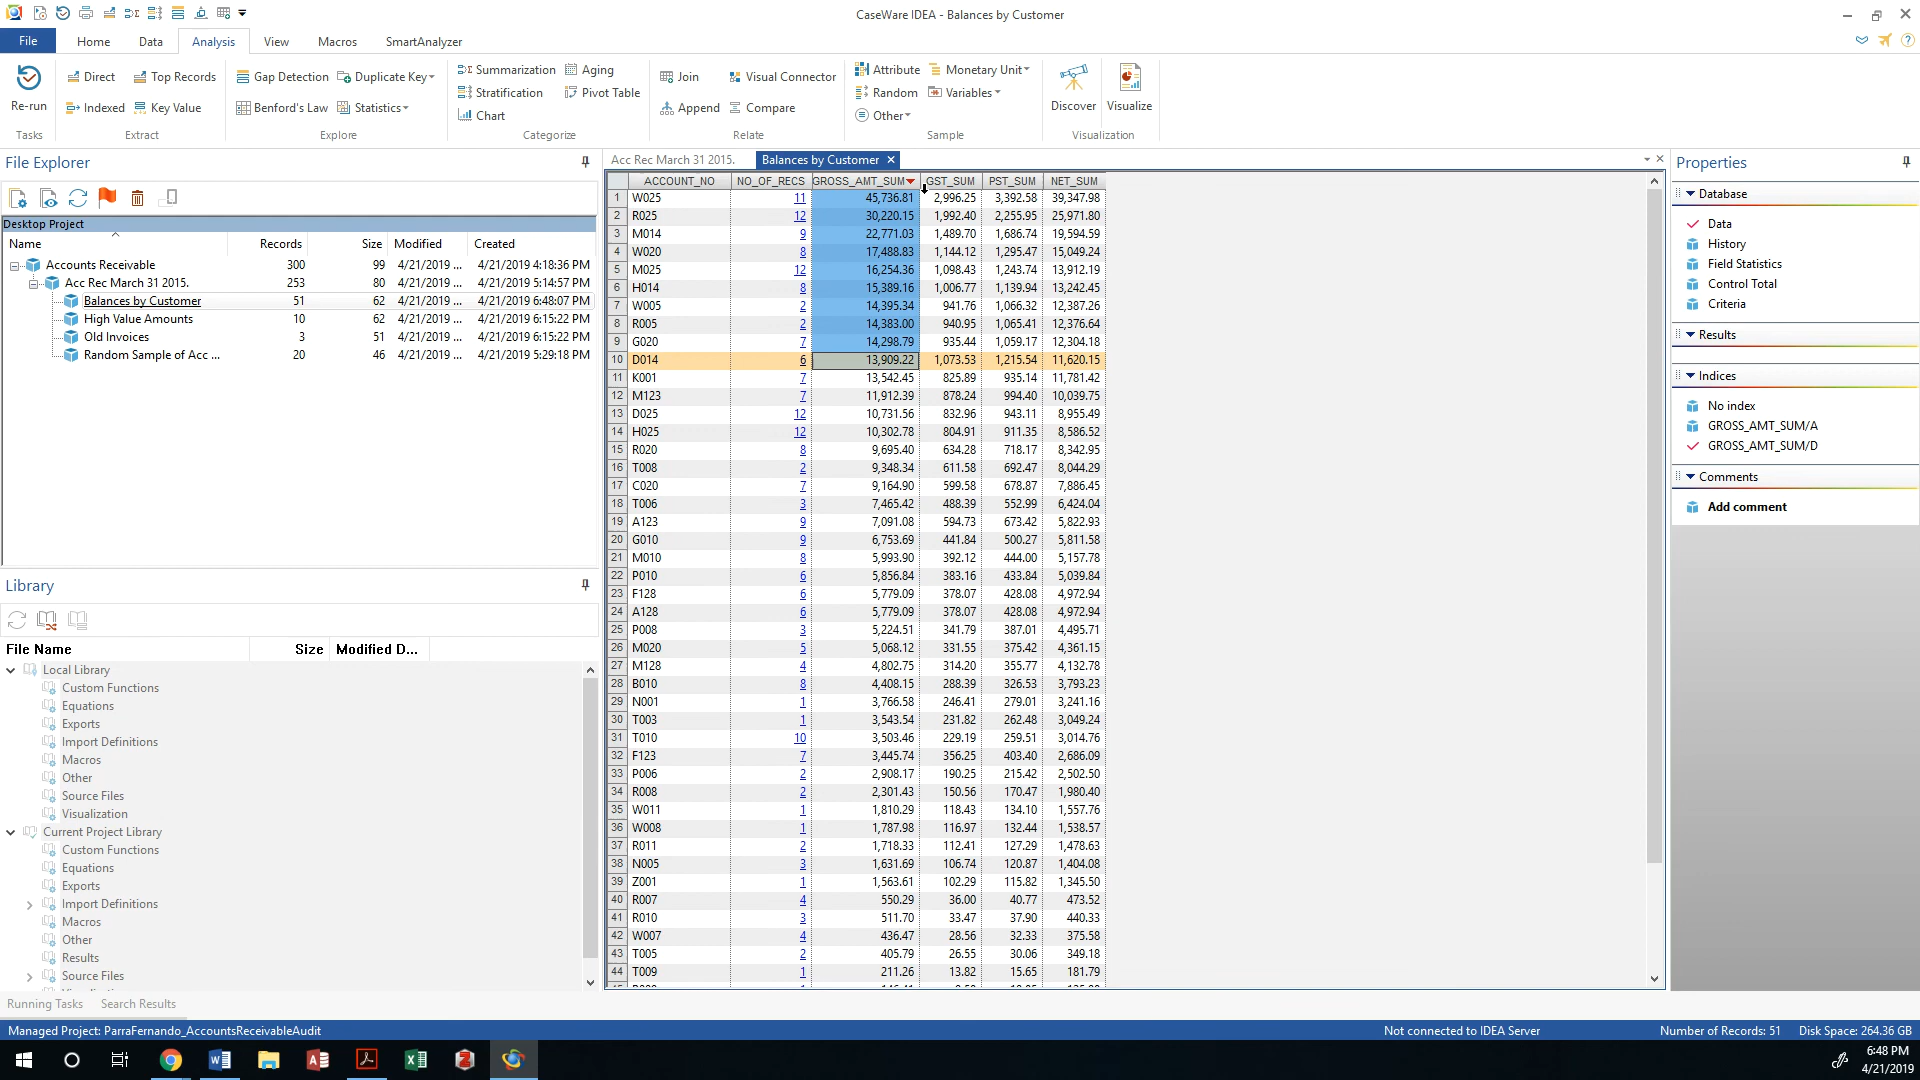 CaseWare IDEA - Balances by Customer
File Home Data Analysis View Macros SmartAnalyzer
Direct Top Records Gap Detection Duplicate Key Summarization Aging Join Visual Connector Attribute Monetary Unit
Stratification Pivot Table Random Variables
Re-run Indexed Key Value Benford's Law Statistics Chart Append Compare Other Discover Visualize
Tasks Extract Explore Categorize Relate Sample Visualization
File Explorer
Desktop Project
Name Records Size Modified Created
Accounts Receivable 300 99 4/21/2019 ... 4/21/2019 4:18:36 PM
Acc Rec March 31 2015. 253 80 4/21/2019 ... 4/21/2019 5:14:57 PM
Balances by Customer 51 62 4/21/2019 ... 4/21/2019 6:48:07 PM
High Value Amounts 10 62 4/21/2019 ... 4/21/2019 6:15:22 PM
Old Invoices 3 51 4/21/2019 ... 4/21/2019 6:15:22 PM
Random Sample of Acc ... 20 46 4/21/2019 ... 4/21/2019 5:29:18 PM
Library
File Name Size Modified D...
Local Library
Custom Functions
Equations
Exports
Import Definitions
Macros
Other
Source Files
Visualization
Current Project Library
Custom Functions
Equations
Exports
Import Definitions
Macros
Other
Results
Source Files
Running Tasks Search Results
Acc Rec March 31 2015. Balances by Customer
ACCOUNT_NO NO_OF_RECS GROSS_AMT_SUM GST_SUM PST_SUM NET_SUM
1 W025 11 45,736.81 2,996.25 3,392.58 39,347.98
2 R025 12 30,220.15 1,992.40 2,255.95 25,971.80
3 M014 9 22,771.03 1,489.70 1,686.74 19,594.59
4 W020 8 17,488.83 1,144.12 1,295.47 15,049.24
5 M025 12 16,254.36 1,098.43 1,243.74 13,912.19
6 H014 8 15,389.16 1,006.77 1,139.94 13,242.45
7 W005 2 14,395.34 941.76 1,066.32 12,387.26
8 R005 2 14,383.00 940.95 1,065.41 12,376.64
9 G020 7 14,298.79 935.44 1,059.17 12,304.18
10 D014 6 13,909.22 1,073.53 1,215.54 11,620.15
11 K001 7 13,542.45 825.89 935.14 11,781.42
12 M123 7 11,912.39 878.24 994.40 10,039.75
13 D025 12 10,731.56 832.96 943.11 8,955.49
14 H025 12 10,302.78 804.91 911.35 8,586.52
15 R020 8 9,695.40 634.28 718.17 8,342.95
16 T008 2 9,348.34 611.58 692.47 8,044.29
17 C020 7 9,164.90 599.58 678.87 7,886.45
18 T006 3 7,465.42 488.39 552.99 6,424.04
19 A123 9 7,091.08 594.73 673.42 5,822.93
20 G010 9 6,753.69 441.84 500.27 5,811.58
21 M010 8 5,993.90 392.12 444.00 5,157.78
22 P010 6 5,856.84 383.16 433.84 5,039.84
23 F128 6 5,779.09 378.07 428.08 4,972.94
24 A128 6 5,779.09 378.07 428.08 4,972.94
25 P008 3 5,224.51 341.79 387.01 4,495.71
26 M020 5 5,068.12 331.55 375.42 4,361.15
27 M128 4 4,802.75 314.20 355.77 4,132.78
28 B010 8 4,408.15 288.39 326.53 3,793.23
29 N001 1 3,766.58 246.41 279.01 3,241.16
30 T003 1 3,543.54 231.82 262.48 3,049.24
31 T010 10 3,503.46 229.19 259.51 3,014.76
32 F123 7 3,445.74 356.25 403.40 2,686.09
33 P006 2 2,908.17 190.25 215.42 2,502.50
34 R008 2 2,301.43 150.56 170.47 1,980.40
35 W011 1 1,810.29 118.43 134.10 1,557.76
36 W008 1 1,787.98 116.97 132.44 1,538.57
37 R011 2 1,718.33 112.41 127.29 1,478.63
38 N005 3 1,631.69 106.74 120.87 1,404.08
39 Z001 1 1,563.61 102.29 115.82 1,345.50
40 R007 4 550.29 36.00 40.77 473.52
41 R010 3 511.70 33.47 37.90 440.33
42 W007 4 436.47 28.56 32.33 375.58
43 T005 2 405.79 26.55 30.06 349.18
44 T009 1 211.26 13.82 15.65 181.79
Properties
Database
Data
History
Field Statistics
Control Total
Criteria
Results
Indices
No index
GROSS_AMT_SUM/A
GROSS_AMT_SUM/D
Comments
Add comment
Managed Project: ParraFernando_AccountsReceivableAudit Not connected to IDEA Server Number of Records: 51 Disk Space: 264.36 GB
6:48 PM
4/21/2019